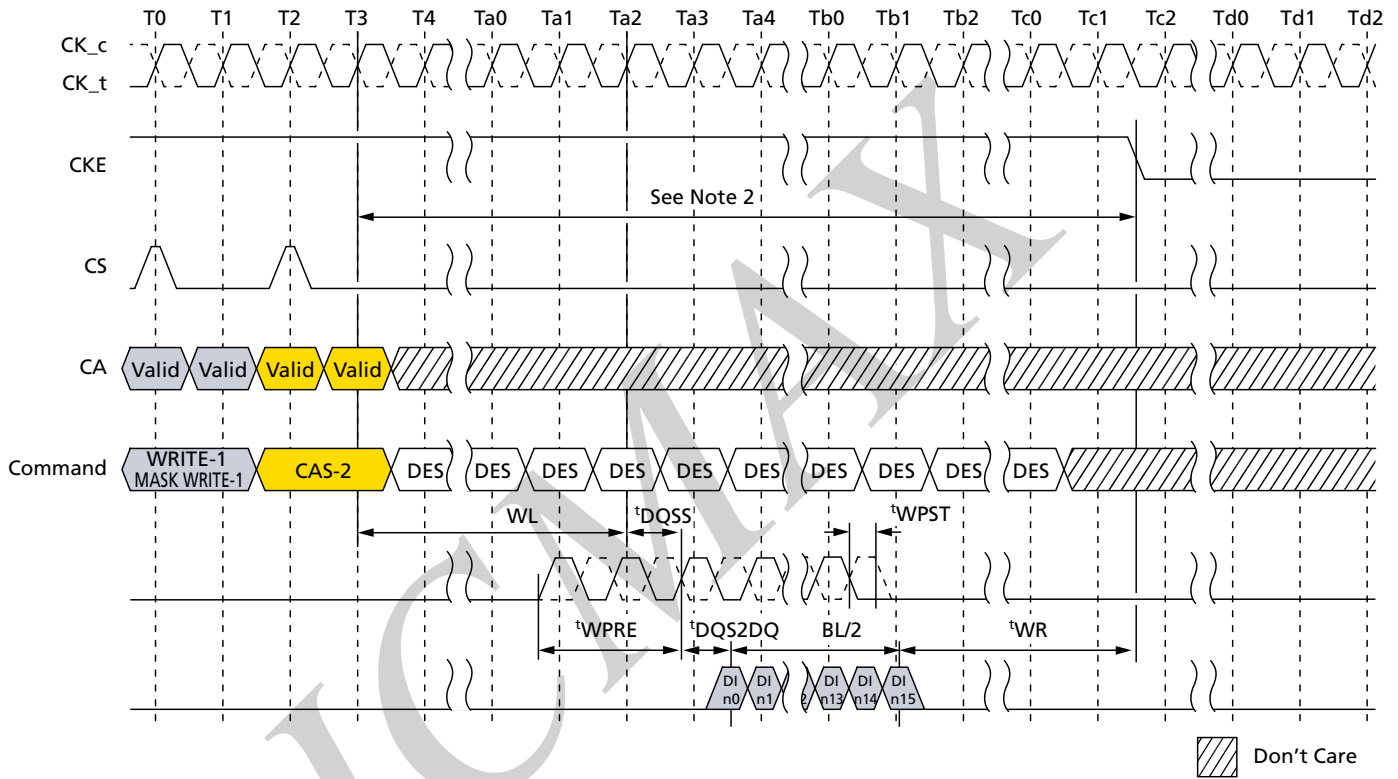 T0 T1 T2 T3 T4 Ta0 Ta1 Ta2 Ta3 Ta4 Tb0 Tb1 Tb2 Tc0 Tc1 Tc2 Td0 Td1 Td2
CK_c
CK_t
CKE
See Note 2
CS
CA Valid Valid Valid Valid
Command WRITE-1 MASK WRITE-1 CAS-2 DES DES DES DES DES DES DES DES DES DES
WL tDQSS tWPST
tWPRE tDQS2DQ BL/2 tWR
DI n0 DI n1 2 DI n13 DI n14 DI n15
Don't Care
ICMAX